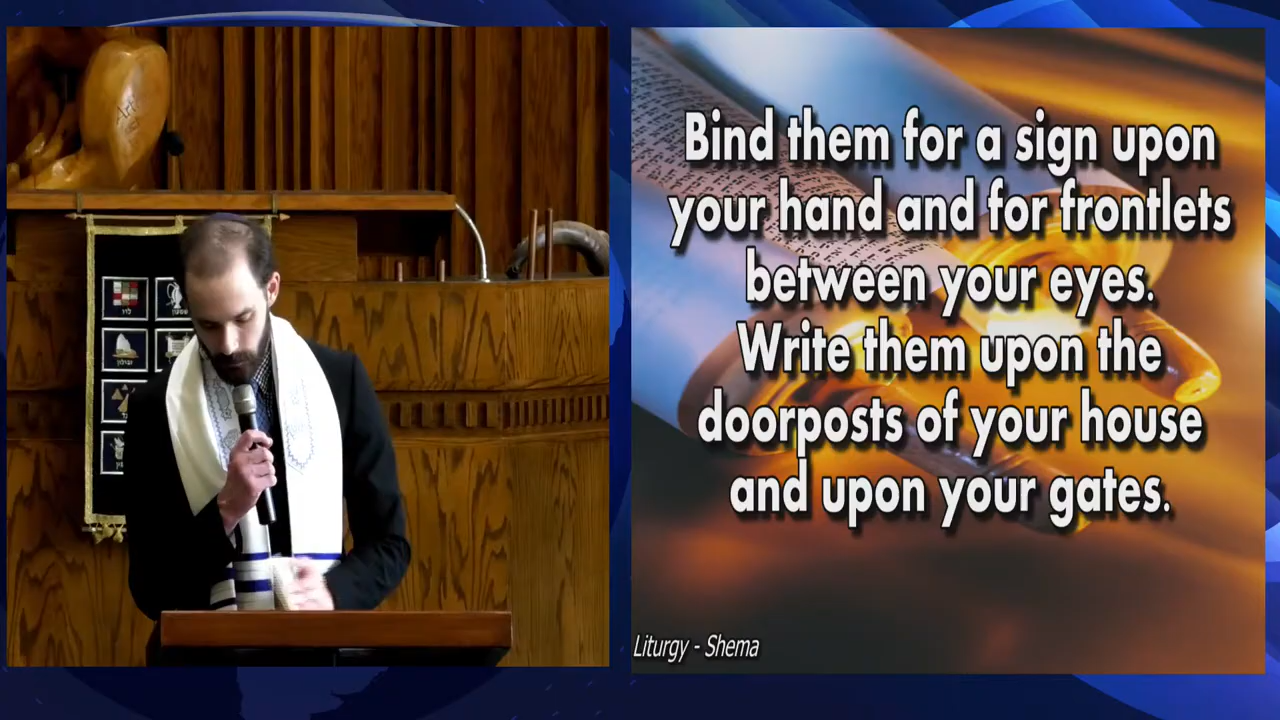 Bind them for a sign upon
your hand and for frontlets
between your eyes.
Write them upon the
doorposts of your house
and upon your gates.
Liturgy - Shema